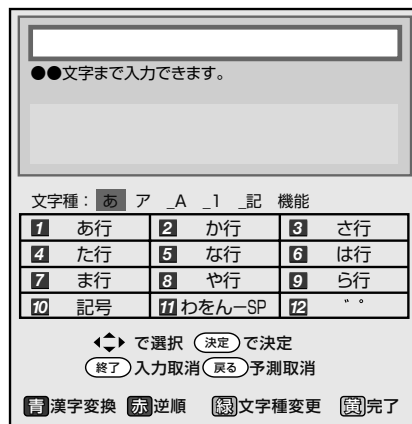 ●●文字まで入力できます。
文字種： あ ア _A _1 _記 機能
1 あ行 2 か行 3 さ行
4 た行 5 な行 6 は行
7 ま行 8 や行 9 ら行
10 記号 11 わをんーSP 12 ゛゜
で選択 決定 で決定
終了 入力取消 戻る 予測取消
青 漢字変換 赤 逆順 緑 文字種変更 黄 完了